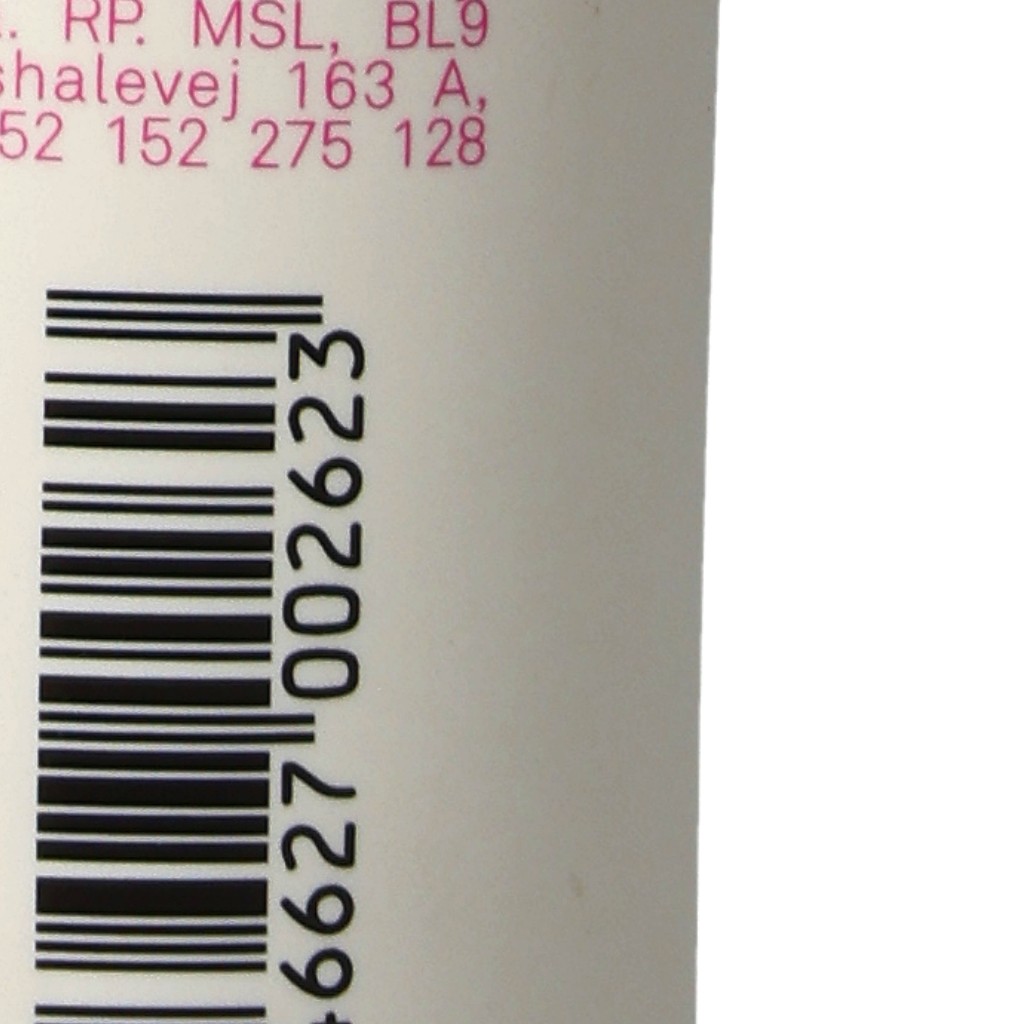 RP. MSL, BL9
shalevej 163 A,
52 152 275 128
6627 002623